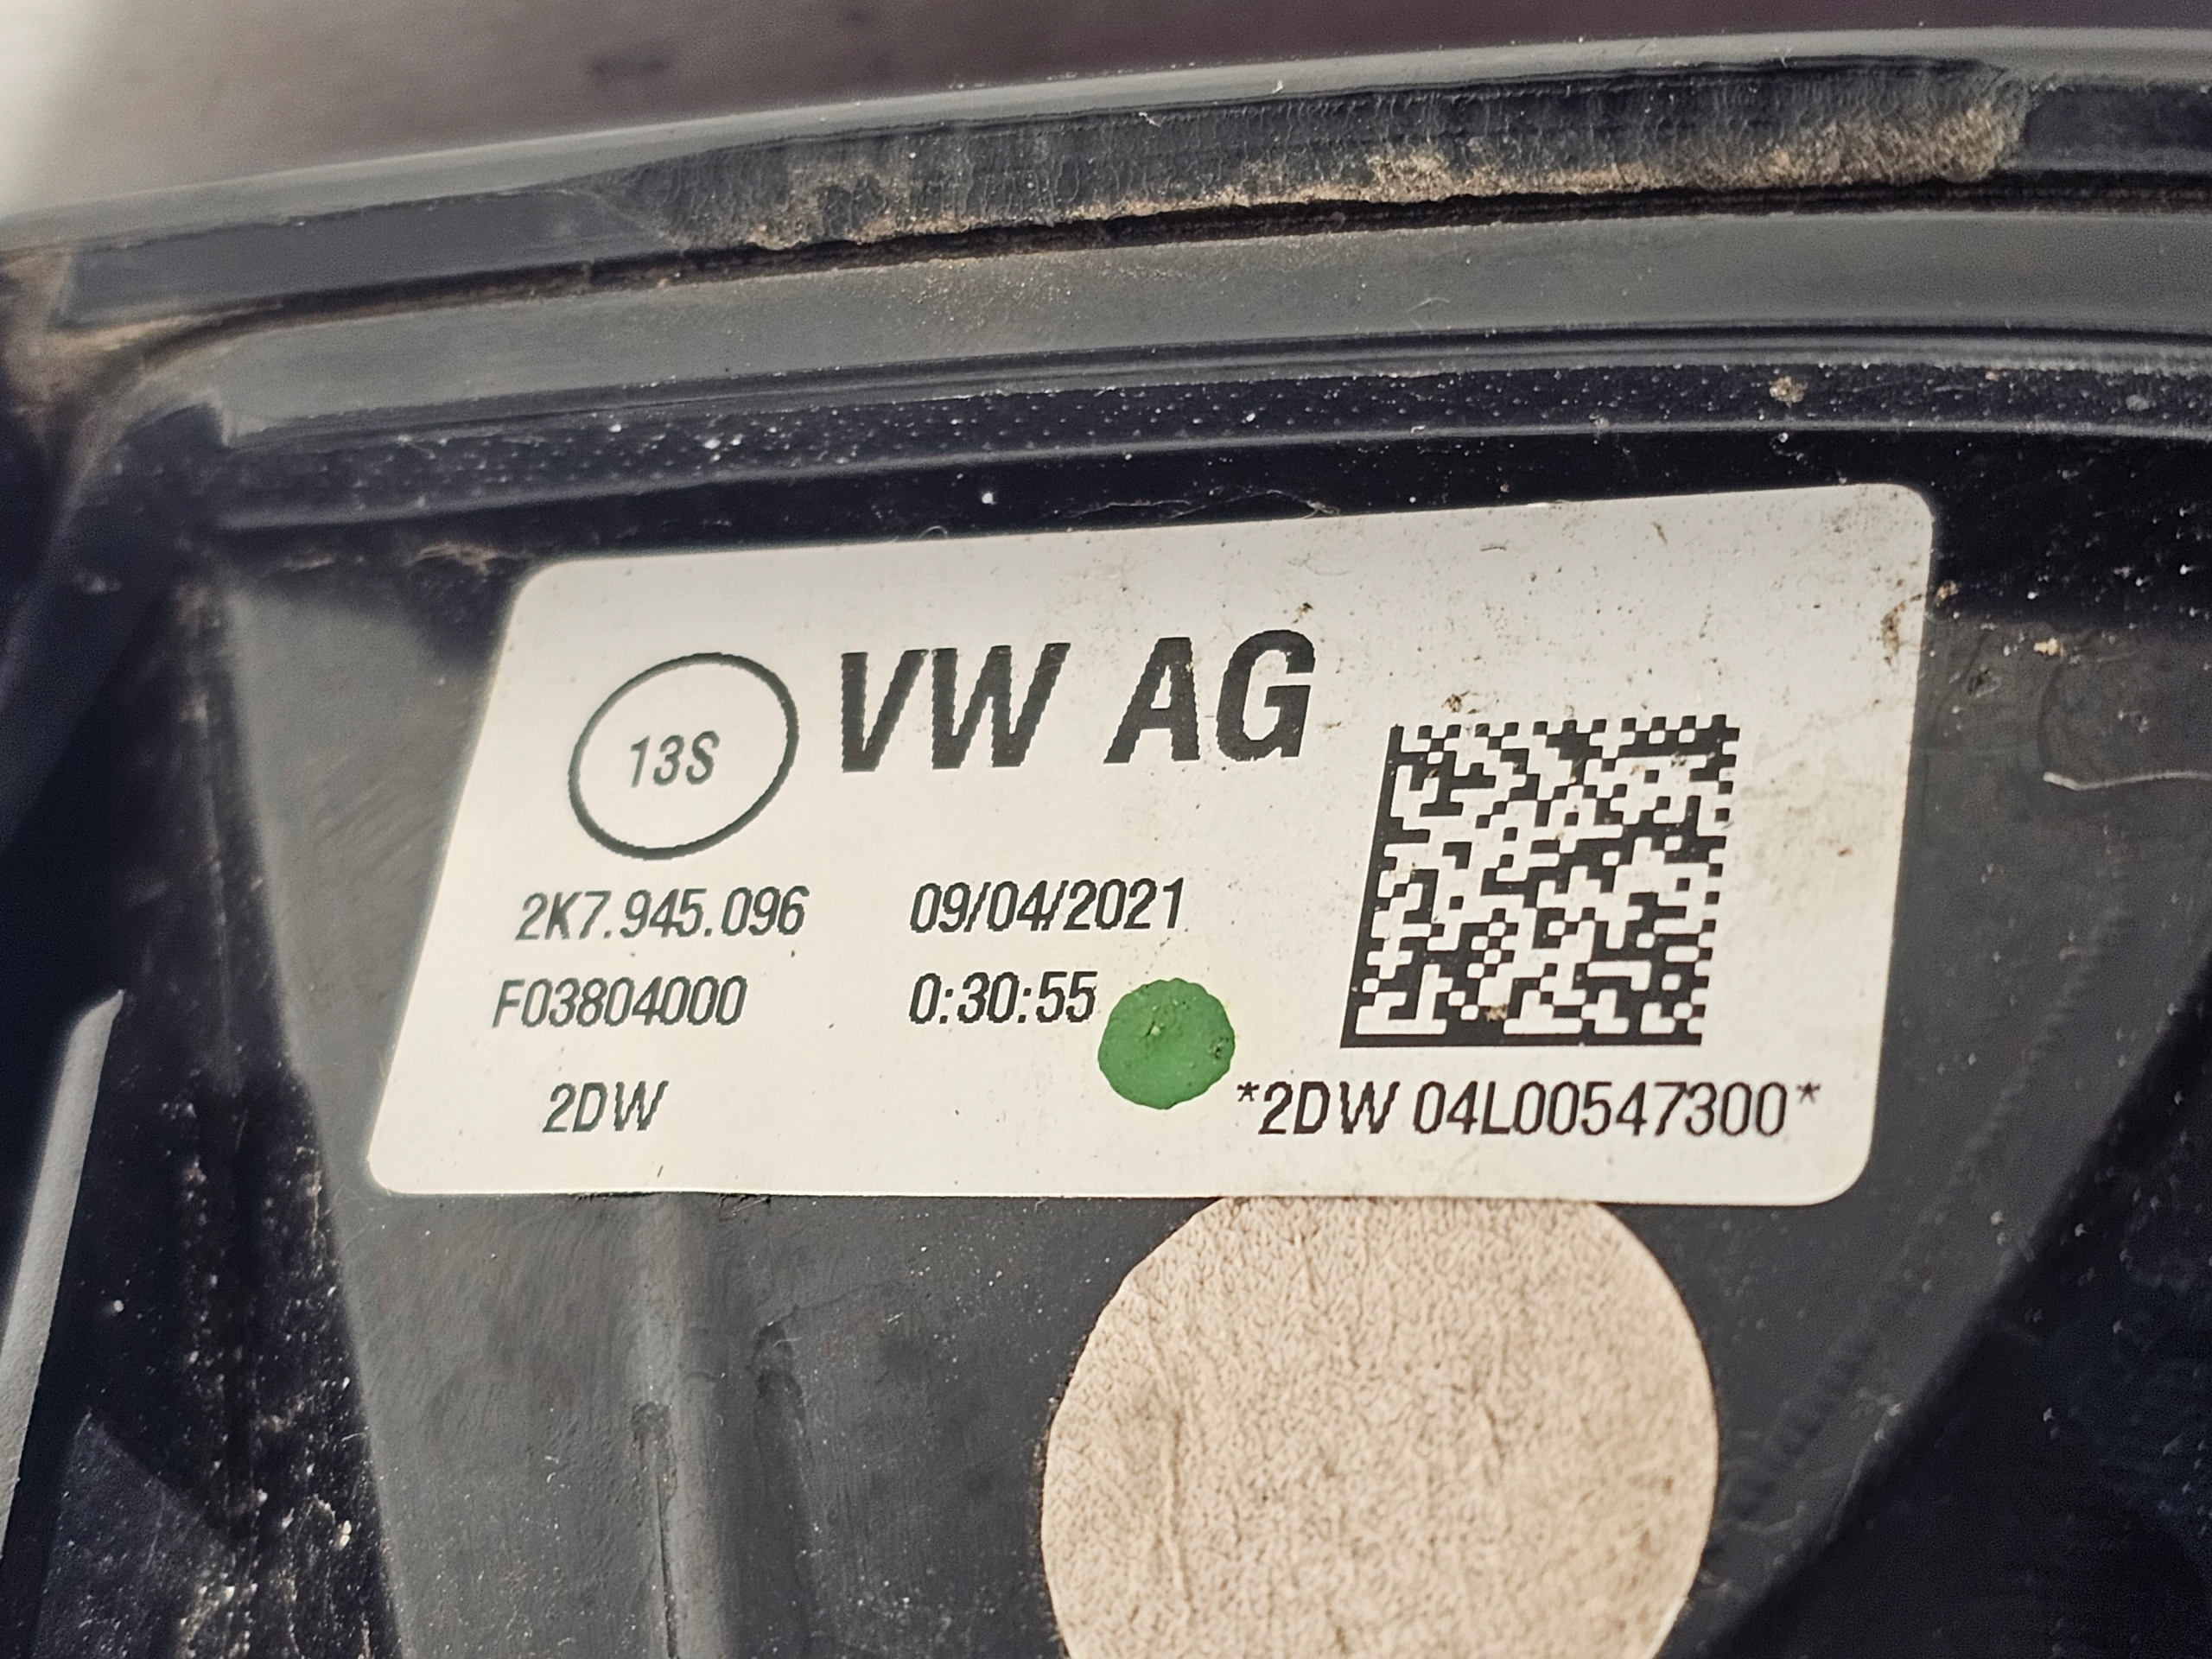 13S VW AG
2K7.945.096 09/04/2021
F03804000 0:30:55
2DW *2DW 04L00547300*